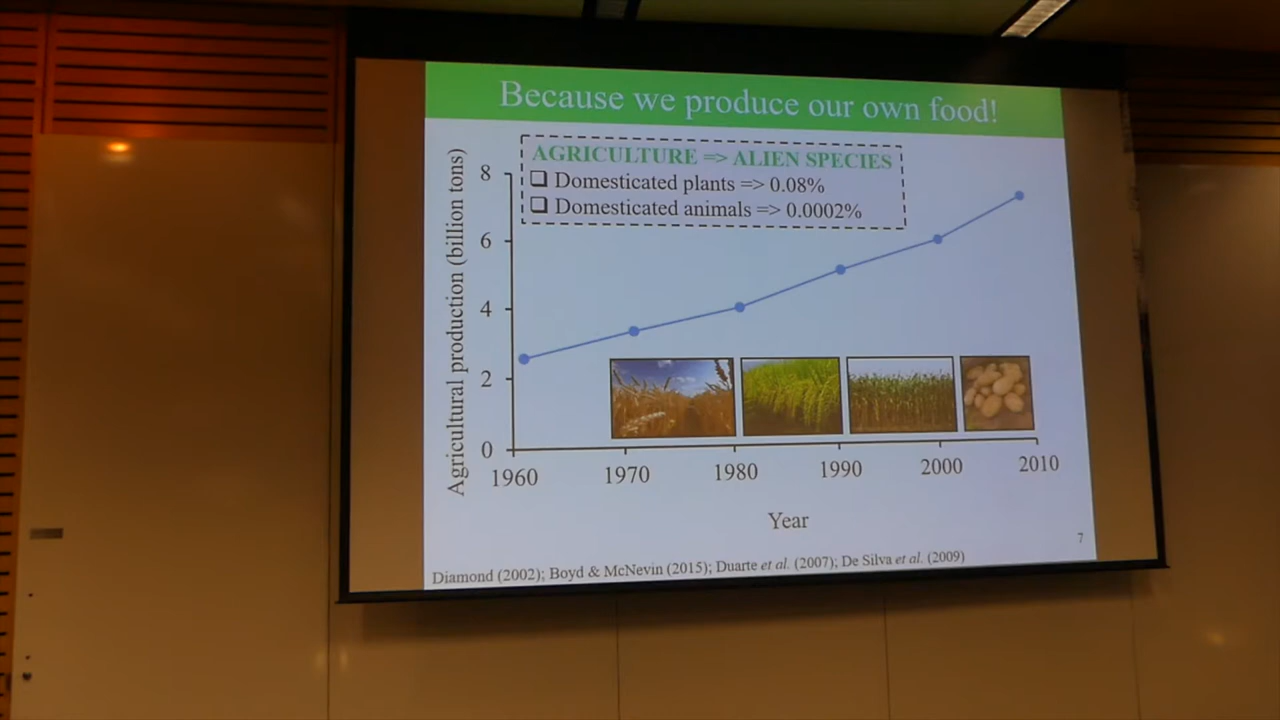 Because we produce our own food!
AGRICULTURE => ALIEN SPECIES
❑ Domesticated plants => 0.08%
❑ Domesticated animals => 0.0002%
Agricultural production (billion tons)
8
6
4
2
0
1960 1970 1980 1990 2000 2010
Year
7
Diamond (2002); Boyd & McNevin (2015); Duarte et al. (2007); De Silva et al. (2009)